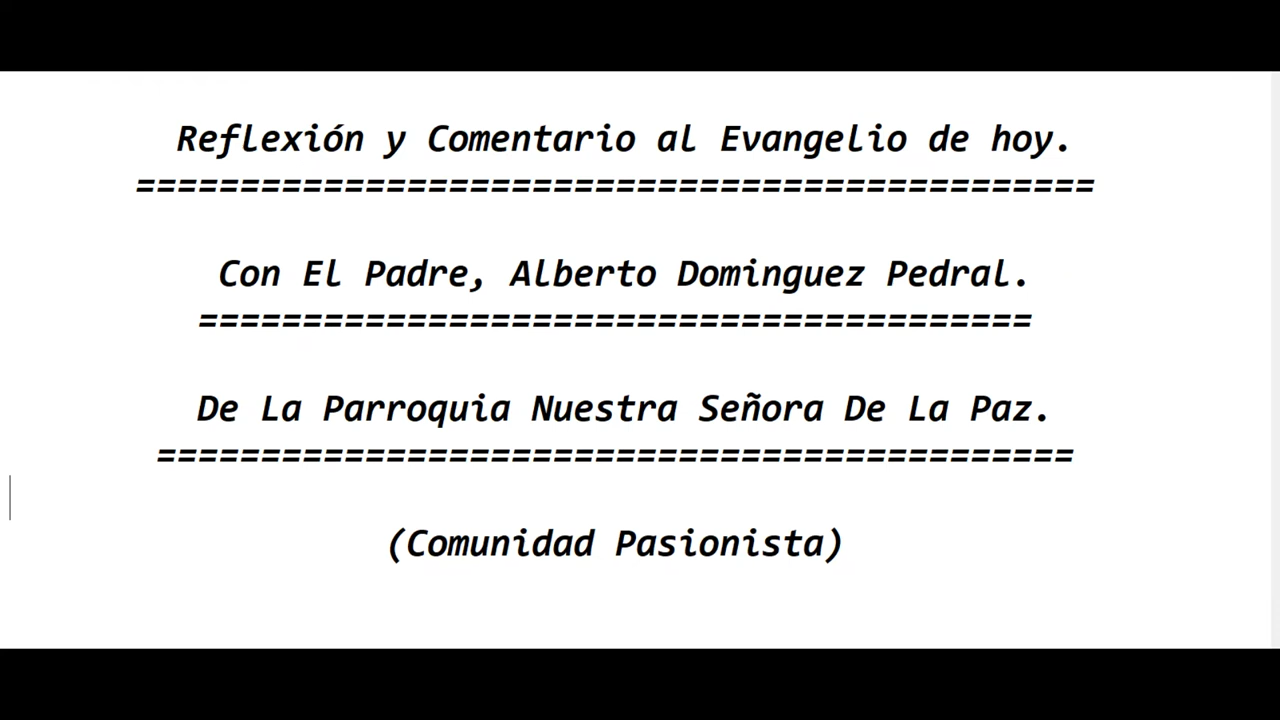 Reflexión y Comentario al Evangelio de hoy.
==============================================
Con El Padre, Alberto Dominguez Pedral.
========================================
De La Parroquia Nuestra Señora De La Paz.
============================================
(Comunidad Pasionista)